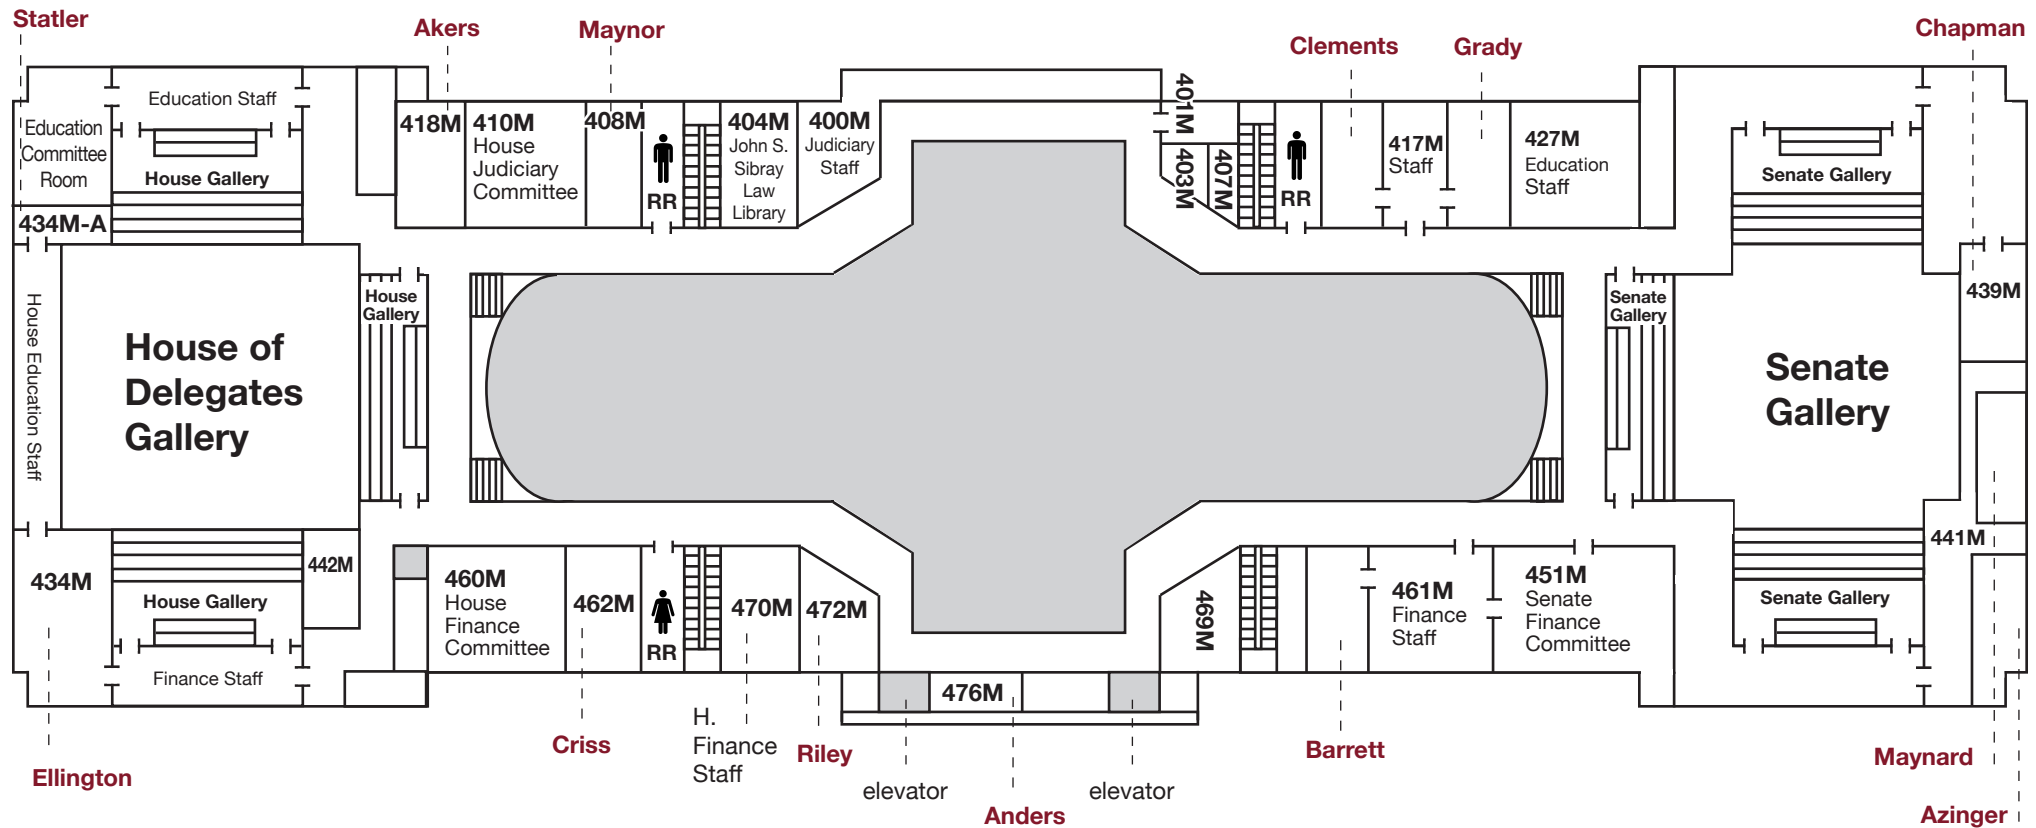 Statler
Akers
Maynor
Clements
Grady
Chapman
Education Staff
House Gallery
Education
Committee
Room
434M-A
418M
410M
House
Judiciary
Committee
408M
RR
404M
John S.
Sibray
Law
Library
400M
Judiciary
Staff
401M
403M
407M
RR
417M
Staff
427M
Education
Staff
Senate Gallery
439M
House
Gallery
House Education Staff
House of
Delegates
Gallery
Senate
Gallery
Senate
Gallery
434M
442M
House Gallery
Finance Staff
460M
House
Finance
Committee
462M
RR
470M
472M
476M
469M
461M
Finance
Staff
451M
Senate
Finance
Committee
441M
Senate Gallery
Ellington
Criss
H.
Finance
Staff
Riley
elevator
Anders
elevator
Barrett
Maynard
Azinger